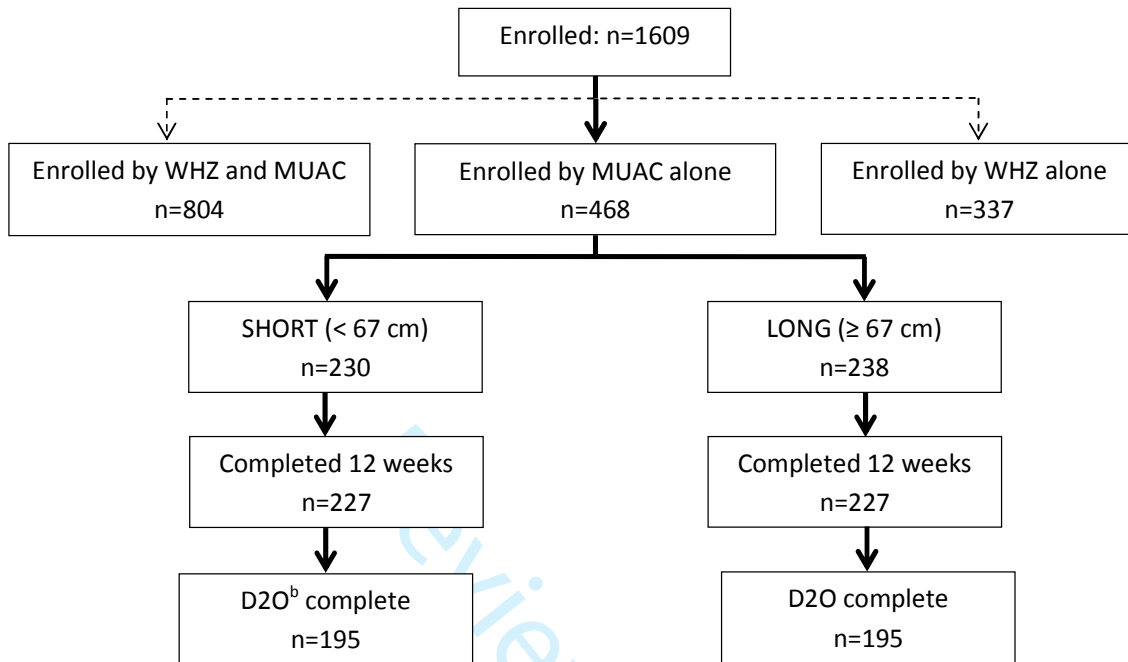 Enrolled: n=1609
Enrolled by WHZ and MUAC
n=804
Enrolled by MUAC alone
n=468
Enrolled by WHZ alone
n=337
SHORT (< 67 cm)
n=230
LONG (≥ 67 cm)
n=238
Completed 12 weeks
n=227
Completed 12 weeks
n=227
D2Oᵇ complete
n=195
D2O complete
n=195